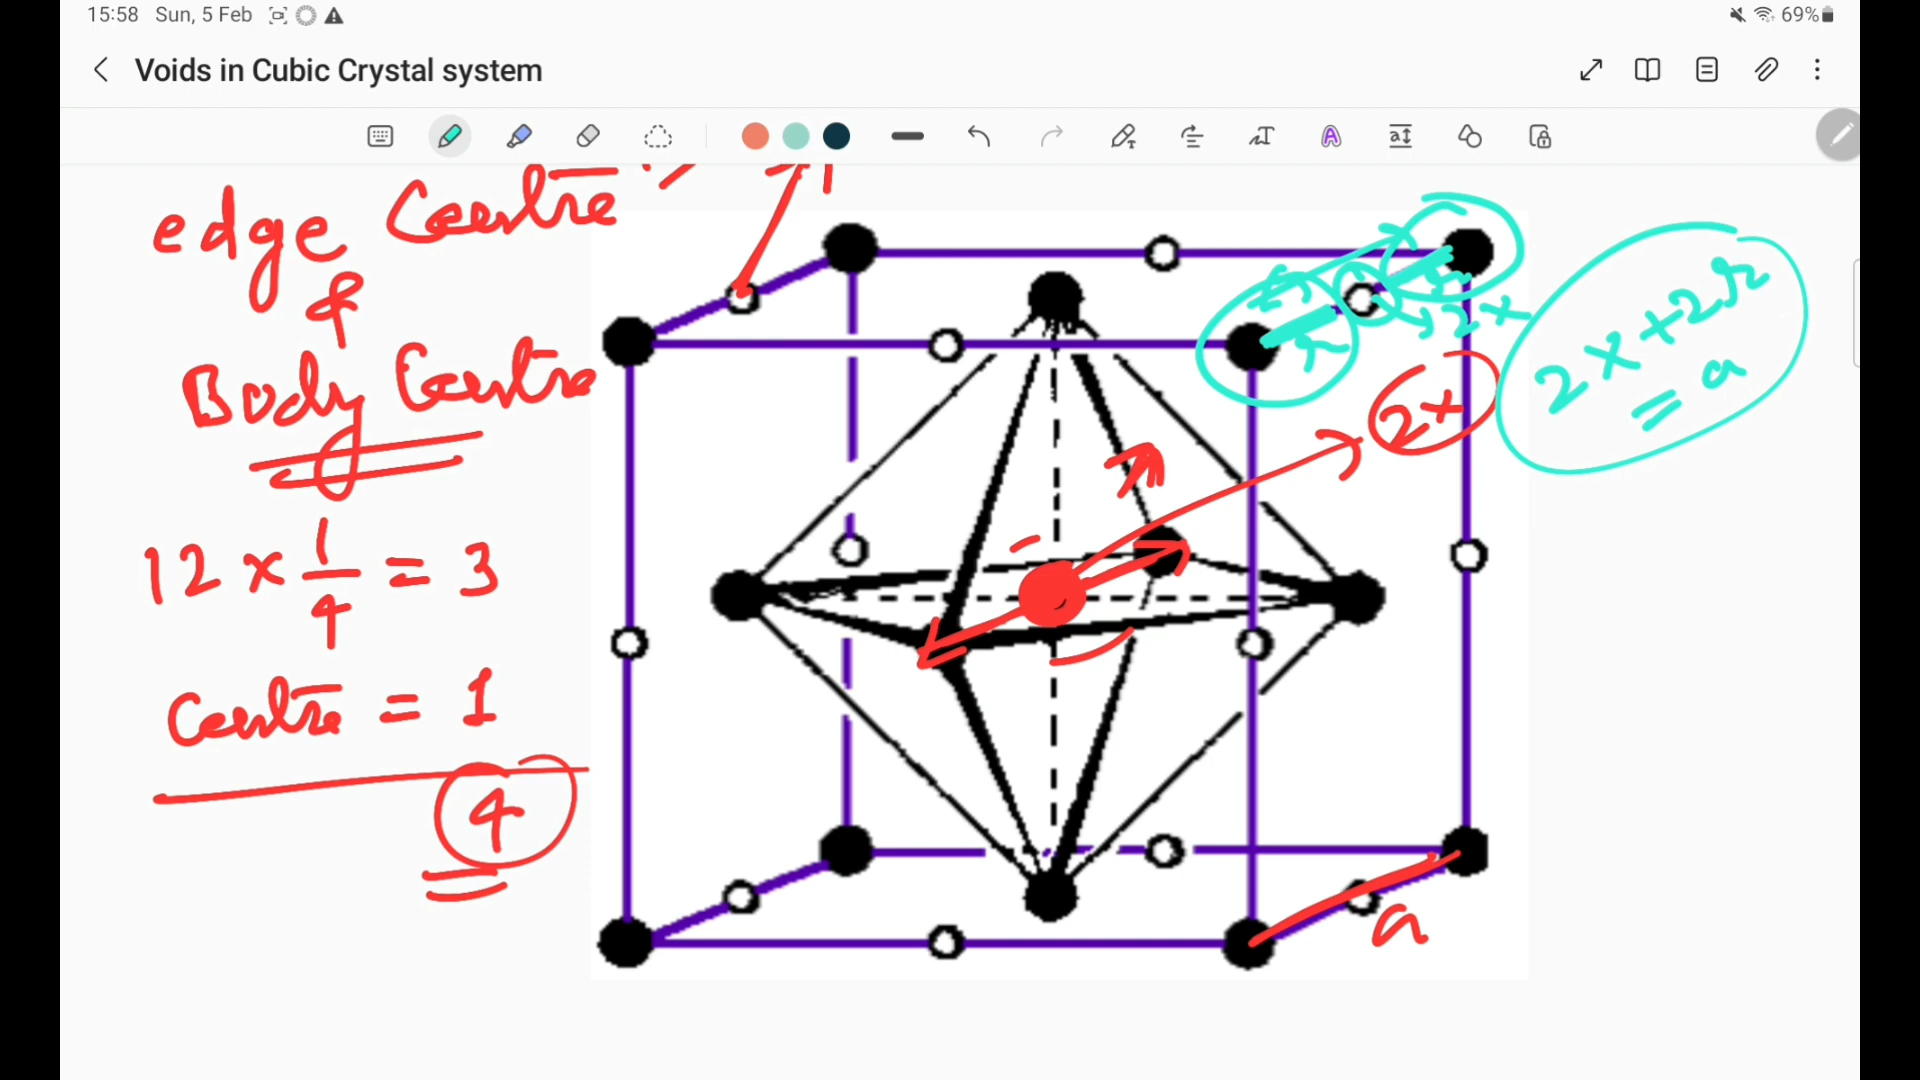 15:58 Sun, 5 Feb
69%
Voids in Cubic Crystal system
edge Centre
&
Body Centre
12 × 1/4 = 3
Centre = 1
4
r
r
2x
2x
2x + 2r
= a
a